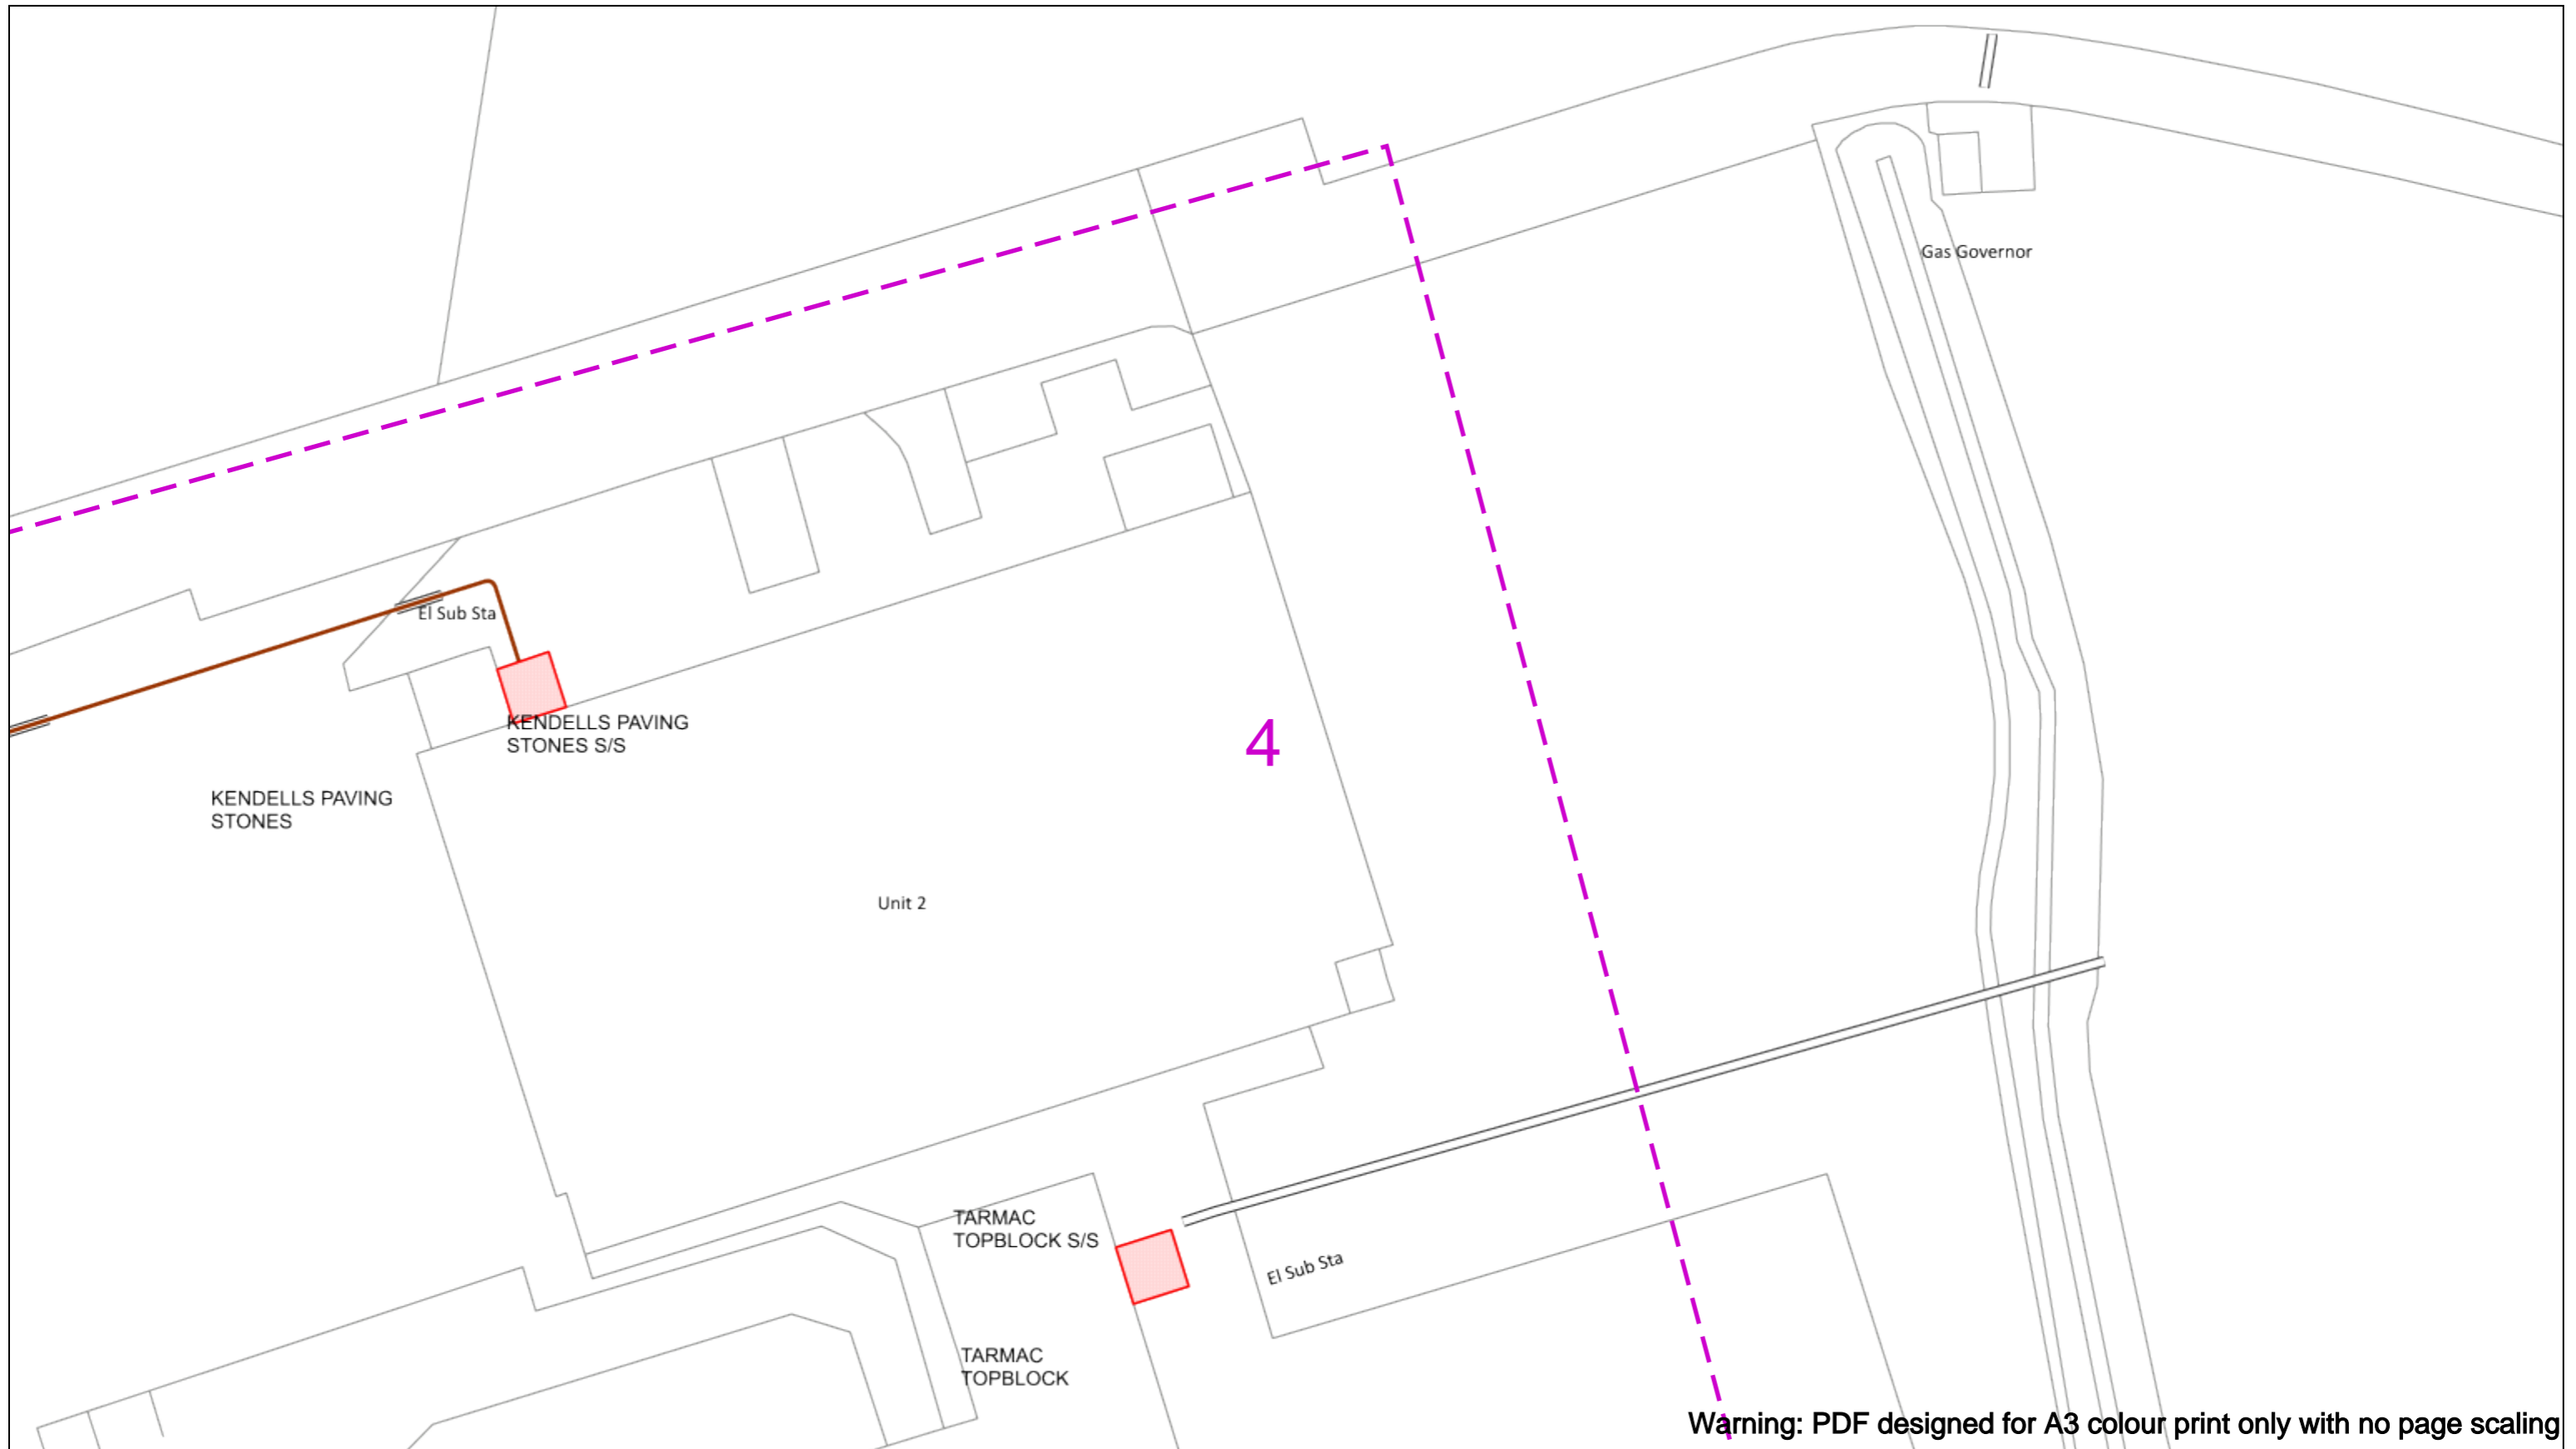 Gas Governor
El Sub Sta
KENDELLS PAVING
STONES S/S
4
KENDELLS PAVING
STONES
Unit 2
TARMAC
TOPBLOCK S/S
El Sub Sta
TARMAC
TOPBLOCK
Warning: PDF designed for A3 colour print only with no page scaling